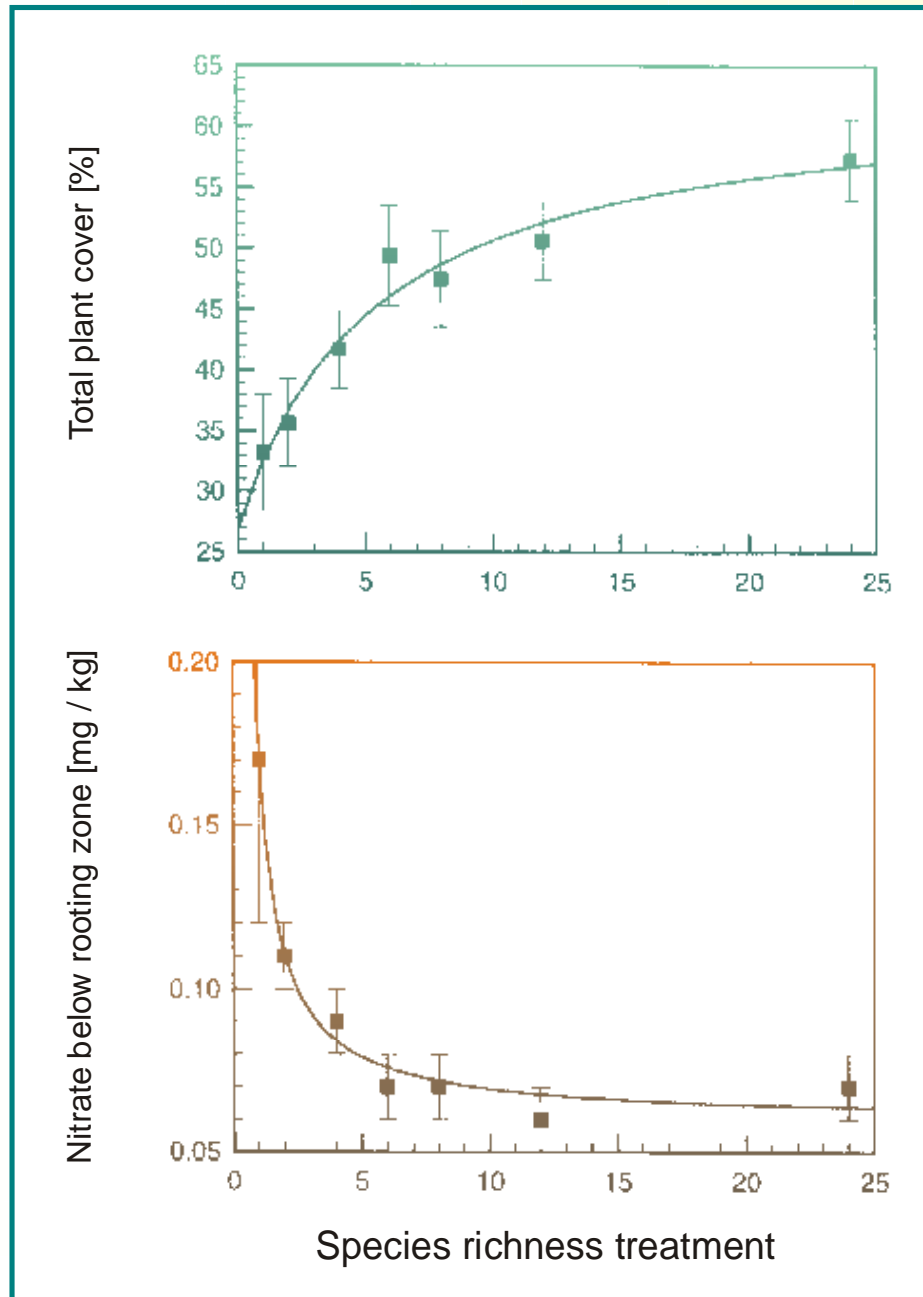 Total plant cover [%]
65
60
55
50
45
40
35
30
25
0 5 10 15 20 25
Nitrate below rooting zone [mg / kg]
0.20
0.15
0.10
0.05
0 5 10 15 20 25
Species richness treatment